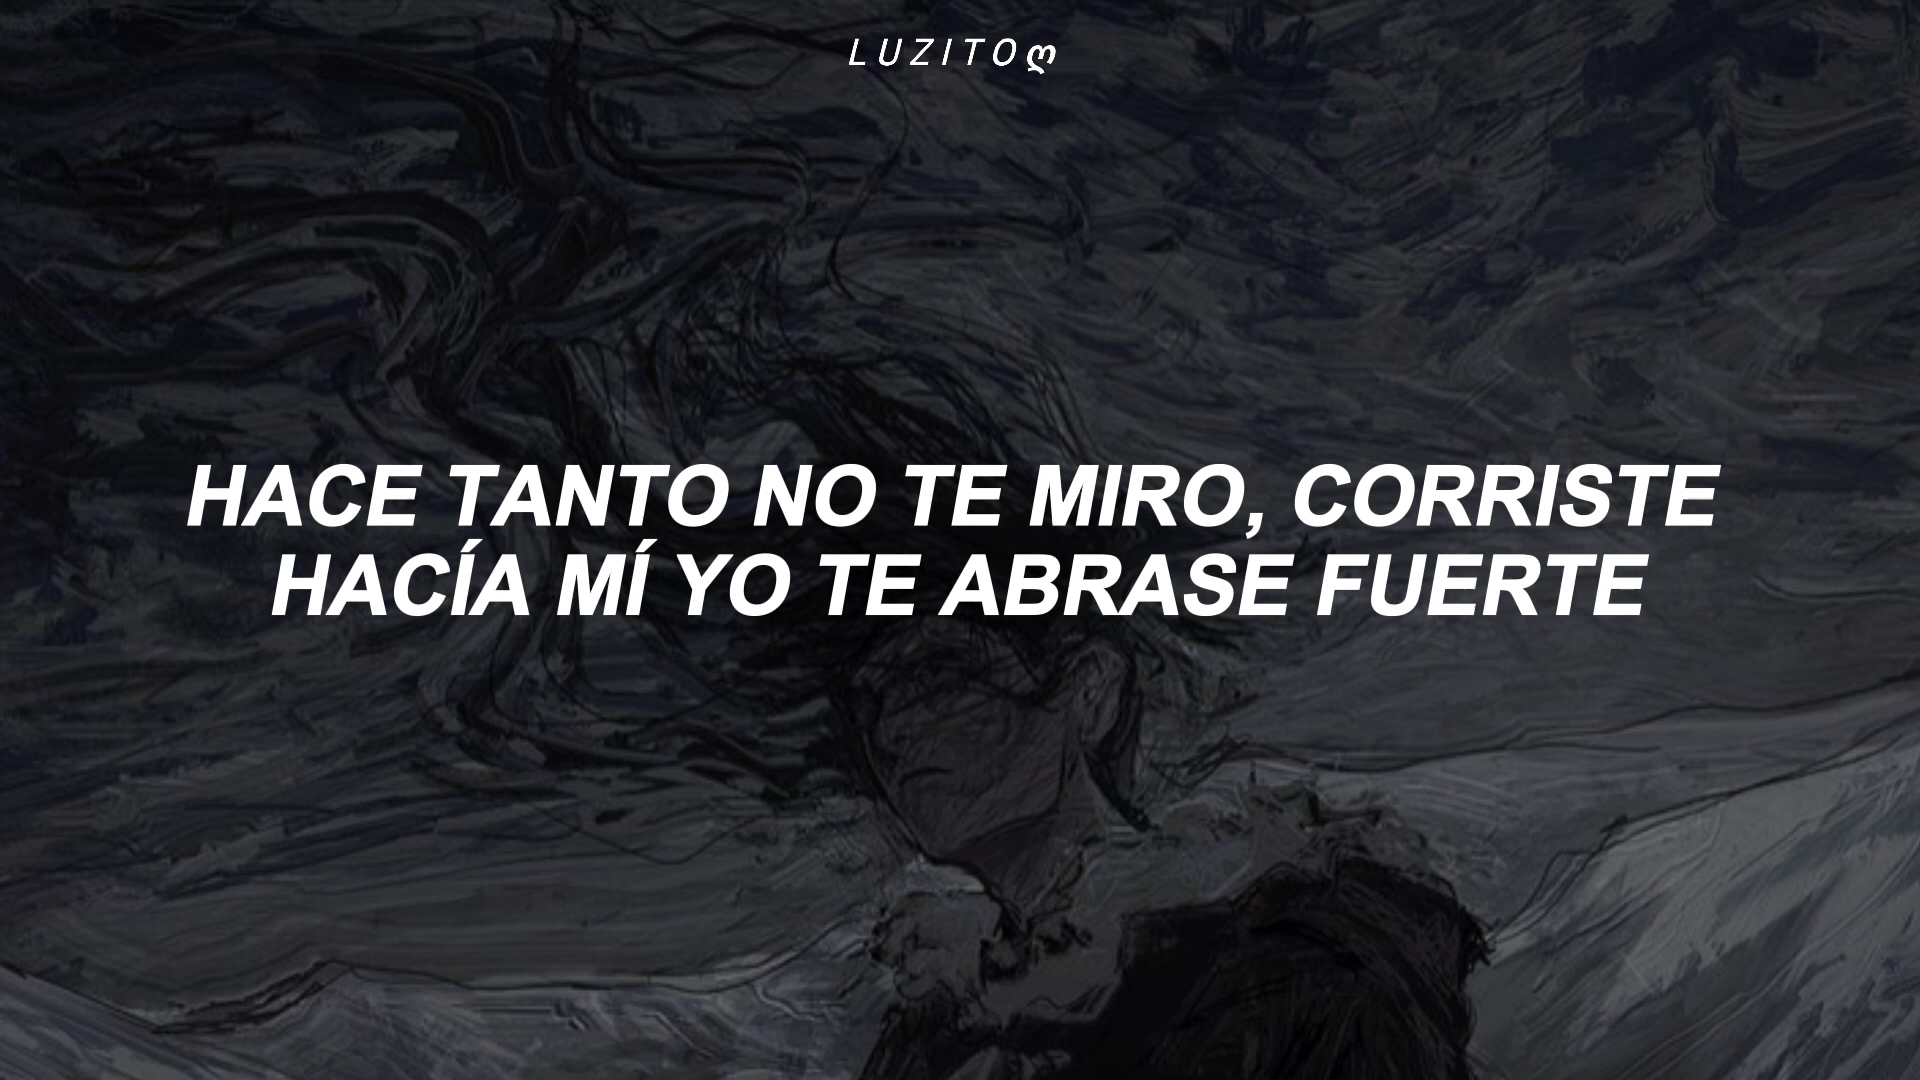 LUZITOღ
HACE TANTO NO TE MIRO, CORRISTE
HACÍA MÍ YO TE ABRASE FUERTE